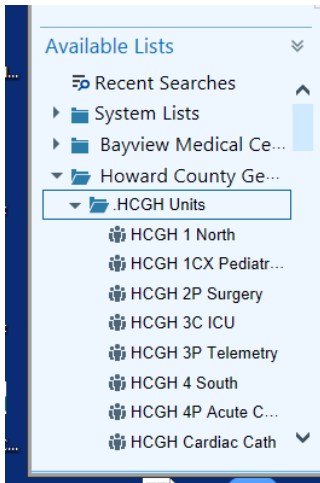 Available Lists
Recent Searches
System Lists
Bayview Medical Ce...
Howard County Ge...
.HCGH Units
HCGH 1 North
HCGH 1CX Pediatr...
HCGH 2P Surgery
HCGH 3C ICU
HCGH 3P Telemetry
HCGH 4 South
HCGH 4P Acute C...
HCGH Cardiac Cath